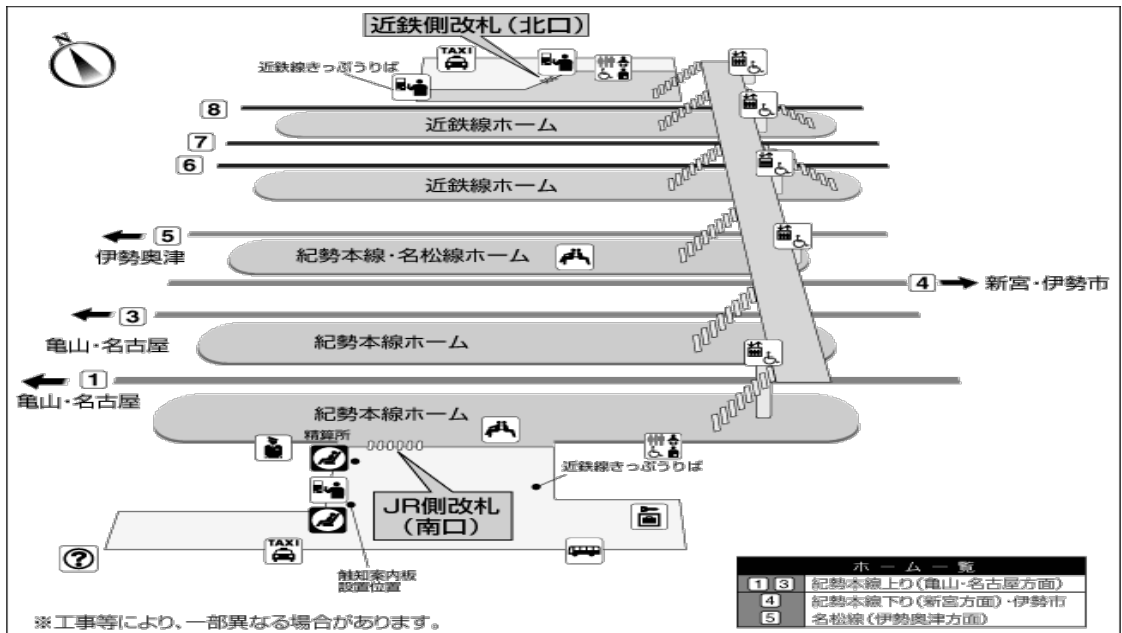 近鉄側改札（北口）
N
TAXI
近鉄線きっぷうりば
8
近鉄線ホーム
7
6
近鉄線ホーム
5
伊勢奥津
紀勢本線・名松線ホーム
4
新宮・伊勢市
3
亀山・名古屋
紀勢本線ホーム
1
亀山・名古屋
紀勢本線ホーム
精算所
近鉄線きっぷうりば
JR側改札
（南口）
TAXI
?
触知案内板
設置位置
ホーム一覧
1 3 紀勢本線上り（亀山・名古屋方面）
4 紀勢本線下り（新宮方面）・伊勢市
5 名松線（伊勢奥津方面）
※工事等により、一部異なる場合があります。